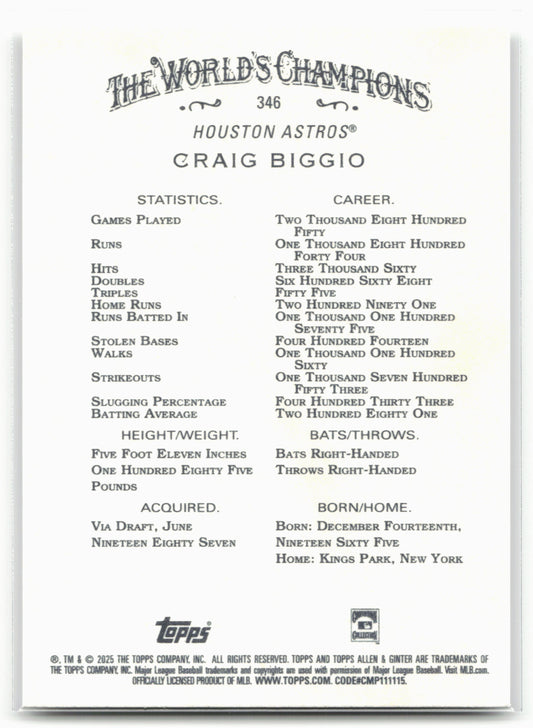 THE WORLD'S CHAMPIONS
346
HOUSTON ASTROS®
CRAIG BIGGIO
STATISTICS. CAREER.
GAMES PLAYED TWO THOUSAND EIGHT HUNDRED
FIFTY
RUNS ONE THOUSAND EIGHT HUNDRED
FORTY FOUR
HITS THREE THOUSAND SIXTY
DOUBLES SIX HUNDRED SIXTY EIGHT
TRIPLES FIFTY FIVE
HOME RUNS TWO HUNDRED NINETY ONE
RUNS BATTED IN ONE THOUSAND ONE HUNDRED
SEVENTY FIVE
STOLEN BASES FOUR HUNDRED FOURTEEN
WALKS ONE THOUSAND ONE HUNDRED
SIXTY
STRIKEOUTS ONE THOUSAND SEVEN HUNDRED
FIFTY THREE
SLUGGING PERCENTAGE FOUR HUNDRED THIRTY THREE
BATTING AVERAGE TWO HUNDRED EIGHTY ONE
HEIGHT/WEIGHT. BATS/THROWS.
FIVE FOOT ELEVEN INCHES BATS RIGHT-HANDED
ONE HUNDRED EIGHTY FIVE THROWS RIGHT-HANDED
POUNDS
ACQUIRED. BORN/HOME.
VIA DRAFT, JUNE BORN: DECEMBER FOURTEENTH,
NINETEEN EIGHTY SEVEN NINETEEN SIXTY FIVE
HOME: KINGS PARK, NEW YORK
Topps®
®, TM & © 2025 THE TOPPS COMPANY, INC. ALL RIGHTS RESERVED. TOPPS AND TOPPS ALLEN & GINTER ARE TRADEMARKS OF
THE TOPPS COMPANY, INC. Major League Baseball trademarks and copyrights are used with permission of Major League Baseball. Visit MLB.com.
OFFICIALLY LICENSED PRODUCT OF MLB. WWW.TOPPS.COM. CODE#CMP111115.